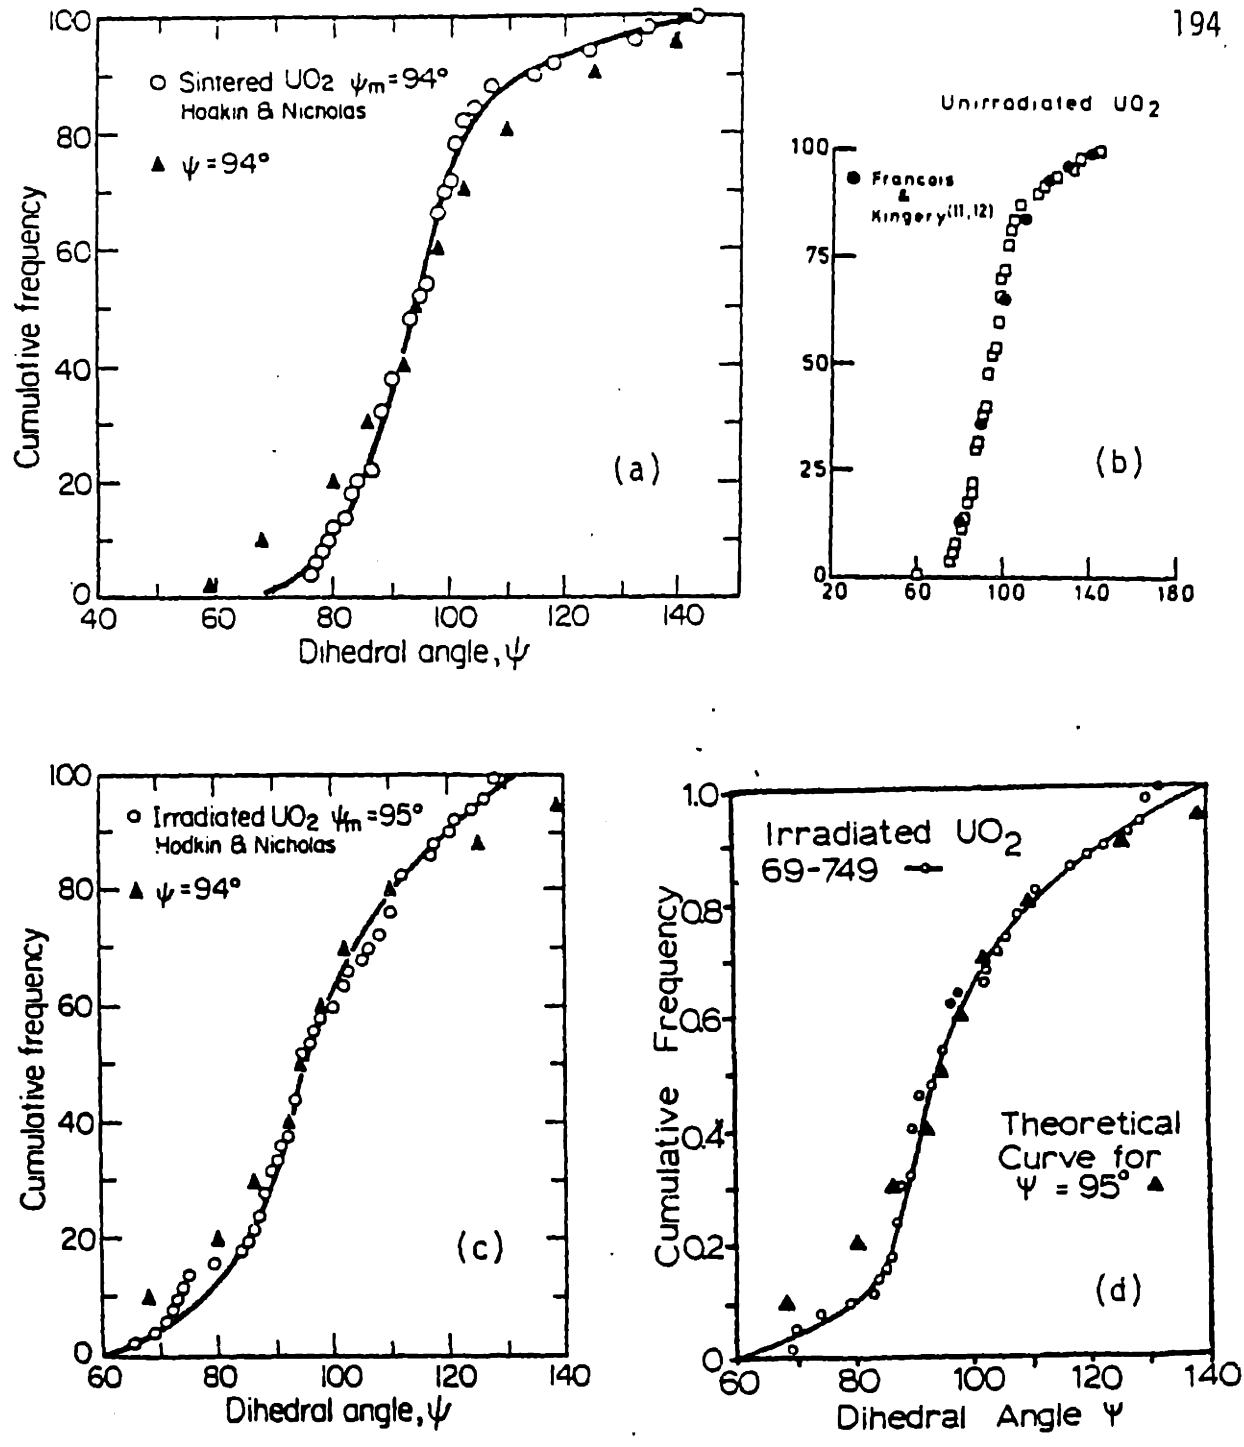 194
100
80
60
40
20
0
Cumulative frequency
○ Sintered UO2 ψm=94°
Hodkin & Nicholas
▲ ψ=94°
(a)
40 60 80 100 120 140
Dihedral angle, ψ
Unirradiated UO2
100
75
50
25
0
● Francois
&
Kingery(11,12)
(b)
20 60 100 140 180
100
80
60
40
20
0
Cumulative frequency
○ Irradiated UO2 ψm=95°
Hodkin & Nicholas
▲ ψ=94°
(c)
60 80 100 120 140
Dihedral angle, ψ
1.0
0.8
0.6
0.4
0.2
0
Cumulative Frequency
Irradiated UO2
69-749
Theoretical
Curve for
Ψ = 95° ▲
(d)
60 80 100 120 140
Dihedral Angle Ψ